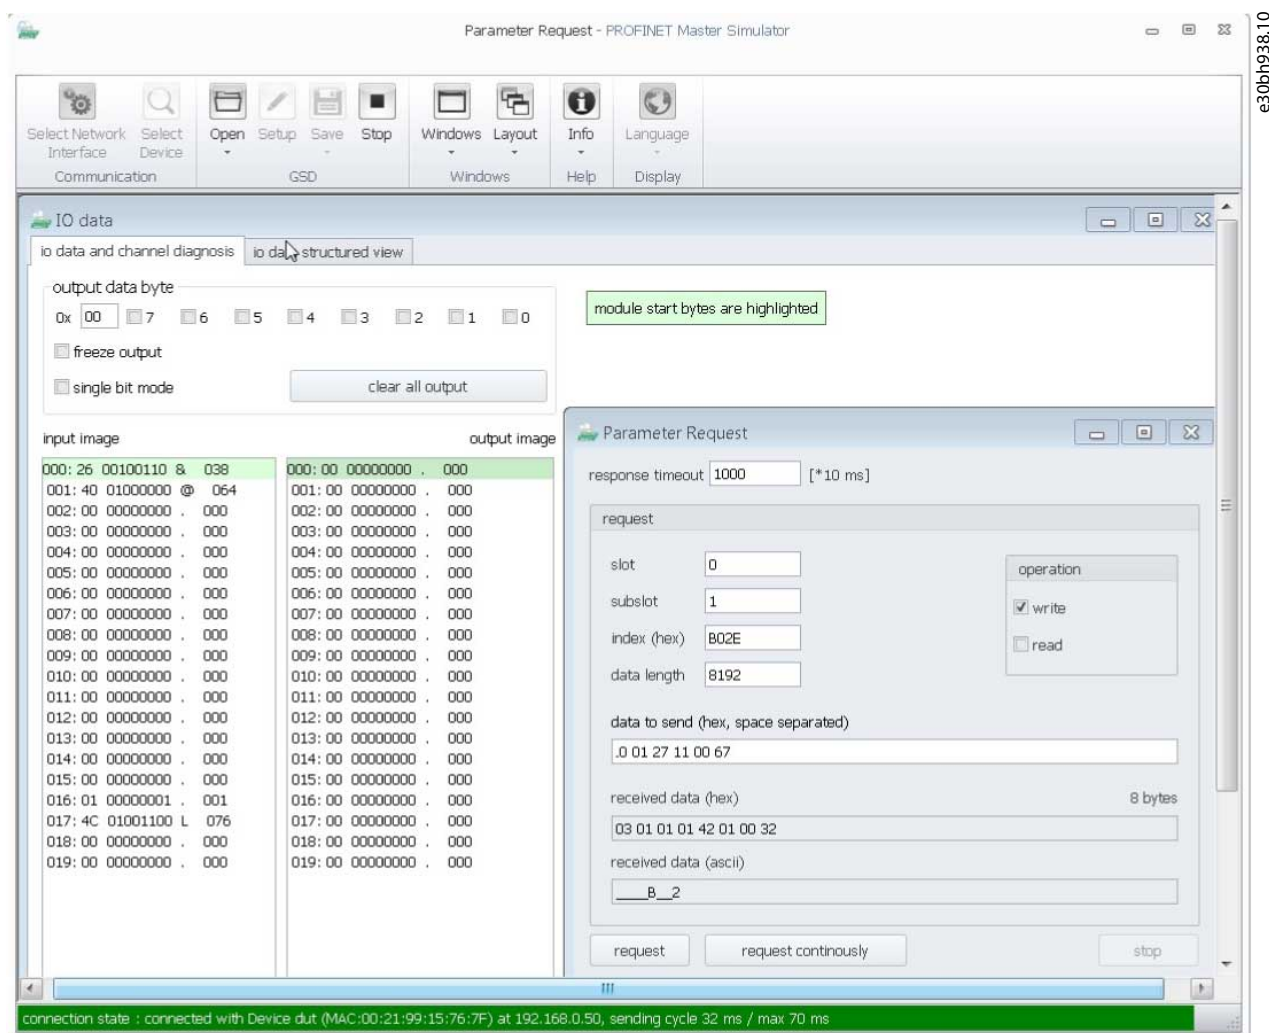 Parameter Request - PROFINET Master Simulator
e30bh938.10
Select Network Interface
Select Device
Open
Setup
Save
Stop
Windows
Layout
Info
Language
Communication
GSD
Windows
Help
Display
IO data
io data and channel diagnosis
io da structured view
output data byte
0x 00 7 6 5 4 3 2 1 0
module start bytes are highlighted
freeze output
single bit mode
clear all output
input image
output image
000: 26 00100110 & 038
001: 40 01000000 @ 064
002: 00 00000000 . 000
003: 00 00000000 . 000
004: 00 00000000 . 000
005: 00 00000000 . 000
006: 00 00000000 . 000
007: 00 00000000 . 000
008: 00 00000000 . 000
009: 00 00000000 . 000
010: 00 00000000 . 000
011: 00 00000000 . 000
012: 00 00000000 . 000
013: 00 00000000 . 000
014: 00 00000000 . 000
015: 00 00000000 . 000
016: 01 00000001 . 001
017: 4C 01001100 L 076
018: 00 00000000 . 000
019: 00 00000000 . 000
000: 00 00000000 . 000
001: 00 00000000 . 000
002: 00 00000000 . 000
003: 00 00000000 . 000
004: 00 00000000 . 000
005: 00 00000000 . 000
006: 00 00000000 . 000
007: 00 00000000 . 000
008: 00 00000000 . 000
009: 00 00000000 . 000
010: 00 00000000 . 000
011: 00 00000000 . 000
012: 00 00000000 . 000
013: 00 00000000 . 000
014: 00 00000000 . 000
015: 00 00000000 . 000
016: 00 00000000 . 000
017: 00 00000000 . 000
018: 00 00000000 . 000
019: 00 00000000 . 000
Parameter Request
response timeout 1000 [*10 ms]
request
slot 0
subslot 1
index (hex) B02E
data length 8192
operation
write
read
data to send (hex, space separated)
.0 01 27 11 00 67
received data (hex) 8 bytes
03 01 01 01 42 01 00 32
received data (ascii)
____B__2
request
request continously
stop
connection state : connected with Device dut (MAC:00:21:99:15:76:7F) at 192.168.0.50, sending cycle 32 ms / max 70 ms